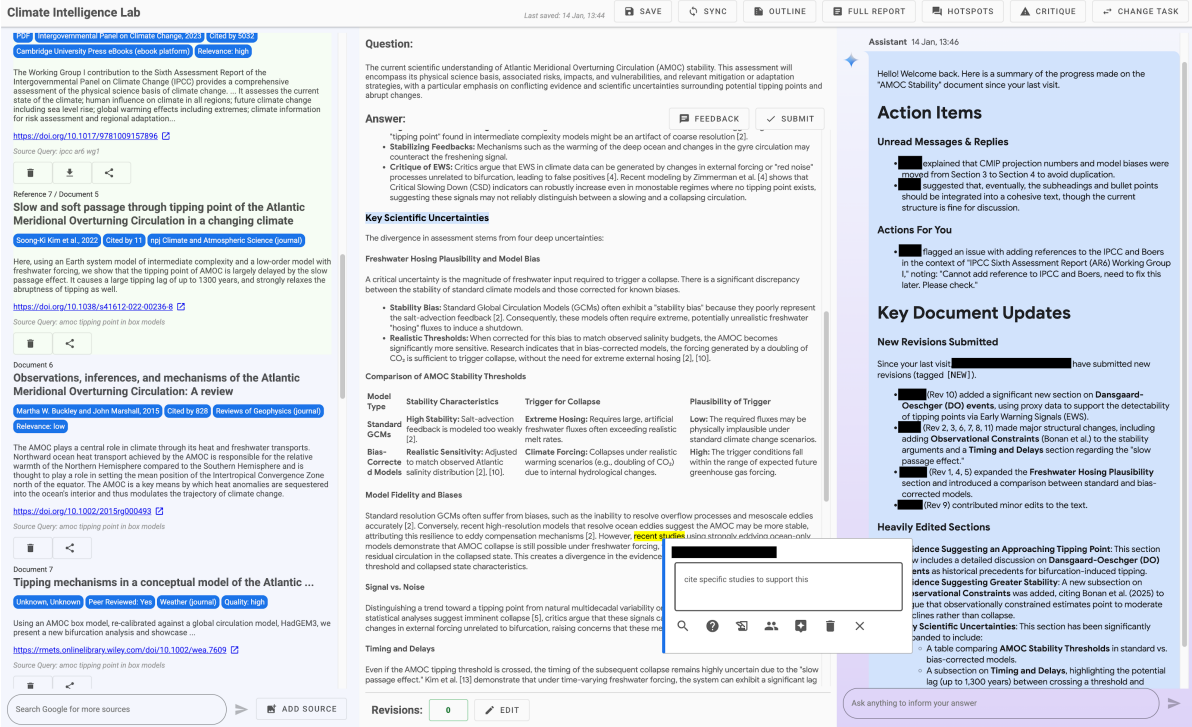 Climate Intelligence Lab
Last saved: 14 Jan, 13:44
SAVE
SYNC
OUTLINE
FULL REPORT
HOTSPOTS
CRITIQUE
CHANGE TASK
PDF
Intergovernmental Panel on Climate Change, 2023
Cited by 5032
Cambridge University Press eBooks (ebook platform)
Relevance: high
The Working Group I contribution to the Sixth Assessment Report of the
Intergovernmental Panel on Climate Change (IPCC) provides a comprehensive
assessment of the physical science basis of climate change. ... It assesses the current
state of the climate; human influence on climate in all regions; future climate change
including sea level rise; global warming effects including extremes; climate information
for risk assessment and regional adaptation...
https://doi.org/10.1017/9781009157896
Source Query: ipcc ar6 wg1
Reference 7 / Document 5
Slow and soft passage through tipping point of the Atlantic
Meridional Overturning Circulation in a changing climate
Soong-Ki Kim et al., 2022
Cited by 11
npj Climate and Atmospheric Science (journal)
Here, using an Earth system model of intermediate complexity and a low-order model with
freshwater forcing, we show that the tipping point of AMOC is largely delayed by the slow
passage effect. It causes a large tipping lag of up to 1300 years, and strongly relaxes the
abruptness of tipping as well.
https://doi.org/10.1038/s41612-022-00236-8
Source Query: amoc tipping point in box models
Document 6
Observations, inferences, and mechanisms of the Atlantic
Meridional Overturning Circulation: A review
Martha W. Buckley and John Marshall, 2015
Cited by 828
Reviews of Geophysics (journal)
Relevance: low
The AMOC plays a central role in climate through its heat and freshwater transports.
Northward ocean heat transport achieved by the AMOC is responsible for the relative
warmth of the Northern Hemisphere compared to the Southern Hemisphere and is
thought to play a role in setting the mean position of the Intertropical Convergence Zone
north of the equator. The AMOC is a key means by which heat anomalies are sequestered
into the ocean's interior and thus modulates the trajectory of climate change.
https://doi.org/10.1002/2015rg000493
Source Query: amoc tipping point in box models
Document 7
Tipping mechanisms in a conceptual model of the Atlantic ...
Unknown, Unknown
Peer Reviewed: Yes
Weather (journal)
Quality: high
Using an AMOC box model, re-calibrated against a global circulation model, HadGEM3, we
present a new bifurcation analysis and showcase ...
https://rmets.onlinelibrary.wiley.com/doi/10.1002/wea.7609
Source Query: amoc tipping point in box models
Search Google for more sources
ADD SOURCE
Question:
The current scientific understanding of Atlantic Meridional Overturning Circulation (AMOC) stability. This assessment will
encompass its physical science basis, associated risks, impacts, and vulnerabilities, and relevant mitigation or adaptation
strategies, with a particular emphasis on conflicting evidence and scientific uncertainties surrounding potential tipping points and
abrupt changes.
Answer:
FEEDBACK
SUBMIT
"tipping point" found in intermediate complexity models might be an artifact of coarse resolution [2].
• Stabilizing Feedbacks: Mechanisms such as the warming of the deep ocean and changes in the gyre circulation may
counteract the freshening signal.
• Critique of EWS: Critics argue that EWS in climate data can be generated by changes in external forcing or "red noise"
processes unrelated to bifurcation, leading to false positives [4]. Recent modeling by Zimmerman et al. [4] shows that
Critical Slowing Down (CSD) indicators can robustly increase even in monostable regimes where no tipping point exists,
suggesting these signals may not reliably distinguish between a slowing and a collapsing circulation.
Key Scientific Uncertainties
The divergence in assessment stems from four deep uncertainties:
Freshwater Hosing Plausibility and Model Bias
A critical uncertainty is the magnitude of freshwater input required to trigger a collapse. There is a significant discrepancy
between the stability of standard climate models and those corrected for known biases.
• Stability Bias: Standard Global Circulation Models (GCMs) often exhibit a "stability bias" because they poorly represent
the salt-advection feedback [2]. Consequently, these models often require extreme, potentially unrealistic freshwater
"hosing" fluxes to induce a shutdown.
• Realistic Thresholds: When corrected for this bias to match observed salinity budgets, the AMOC becomes
significantly more sensitive. Research indicates that in bias-corrected models, the forcing generated by a doubling of
CO₂ is sufficient to trigger collapse, without the need for extreme external hosing [2], [10].
Comparison of AMOC Stability Thresholds
Model Type
Stability Characteristics
Trigger for Collapse
Plausibility of Trigger
Standard GCMs
High Stability: Salt-advection
feedback is modeled too weakly
[2].
Extreme Hosing: Requires large, artificial
freshwater fluxes often exceeding realistic
melt rates.
Low: The required fluxes may be
physically implausible under
standard climate change scenarios.
Bias-
Correcte
d Models
Realistic Sensitivity: Adjusted
to match observed Atlantic
salinity distribution [2], [10].
Climate Forcing: Collapses under realistic
warming scenarios (e.g., doubling of CO₂)
due to internal hydrological changes.
High: The trigger conditions fall
within the range of expected future
greenhouse gas forcing.
Model Fidelity and Biases
Standard resolution GCMs often suffer from biases, such as the inability to resolve overflow processes and mesoscale eddies
accurately [2]. Conversely, recent high-resolution models that resolve ocean eddies suggest the AMOC may be more stable,
attributing this resilience to eddy compensation mechanisms [2]. However, recent studies using strongly eddying ocean-only
models demonstrate that AMOC collapse is still possible under freshwater forcing,
residual circulation in the collapsed state. This creates a divergence in the evidence
threshold and collapsed state characteristics.
Signal vs. Noise
Distinguishing a trend toward a tipping point from natural multidecadal variability
statistical analyses suggest imminent collapse [5], critics argue that these signals
changes in external forcing unrelated to bifurcation, raising concerns that these
Timing and Delays
Even if the AMOC tipping threshold is crossed, the timing of the subsequent collapse remains highly uncertain due to the "slow
passage effect." Kim et al. [13] demonstrate that under time-varying freshwater forcing, the system can exhibit a significant lag
cite specific studies to support this
Revisions:
0
EDIT
Assistant 14 Jan, 13:46
Hello! Welcome back. Here is a summary of the progress made on the
"AMOC Stability" document since your last visit.
Action Items
Unread Messages & Replies
• explained that CMIP projection numbers and model biases were
moved from Section 3 to Section 4 to avoid duplication.
• suggested that, eventually, the subheadings and bullet points
should be integrated into a cohesive text, though the current
structure is fine for discussion.
Actions For You
• flagged an issue with adding references to the IPCC and Boers
in the context of "IPCC Sixth Assessment Report (AR6) Working Group
I," noting: "Cannot add reference to IPCC and Boers, need to fix this
later. Please check."
Key Document Updates
New Revisions Submitted
Since your last visit have submitted new
revisions (tagged [NEW]).
• (Rev 10) added a significant new section on Dansgaard-
Oeschger (DO) events, using proxy data to support the detectability
of tipping points via Early Warning Signals (EWS).
• (Rev 2, 3, 6, 7, 8, 11) made major structural changes, including
adding Observational Constraints (Bonan et al.) to the stability
arguments and a Timing and Delays section regarding the "slow
passage effect."
• (Rev 1, 4, 5) expanded the Freshwater Hosing Plausibility
section and introduced a comparison between standard and bias-
corrected models.
• (Rev 9) contributed minor edits to the text.
Heavily Edited Sections
idence Suggesting an Approaching Tipping Point: This section
w includes a detailed discussion on Dansgaard-Oeschger (DO)
ents as historical precedents for bifurcation-induced tipping.
idence Suggesting Greater Stability: A new subsection on
servational Constraints was added, citing Bonan et al. (2025) to
gue that observationally constrained estimates point to moderate
clines rather than collapse.
y Scientific Uncertainties: This section has been significantly
panded to include:
○ A table comparing AMOC Stability Thresholds in standard vs.
bias-corrected models.
○ A subsection on Timing and Delays, highlighting the potential
lag (up to 1,300 years) between crossing a threshold and
Ask anything to inform your answer